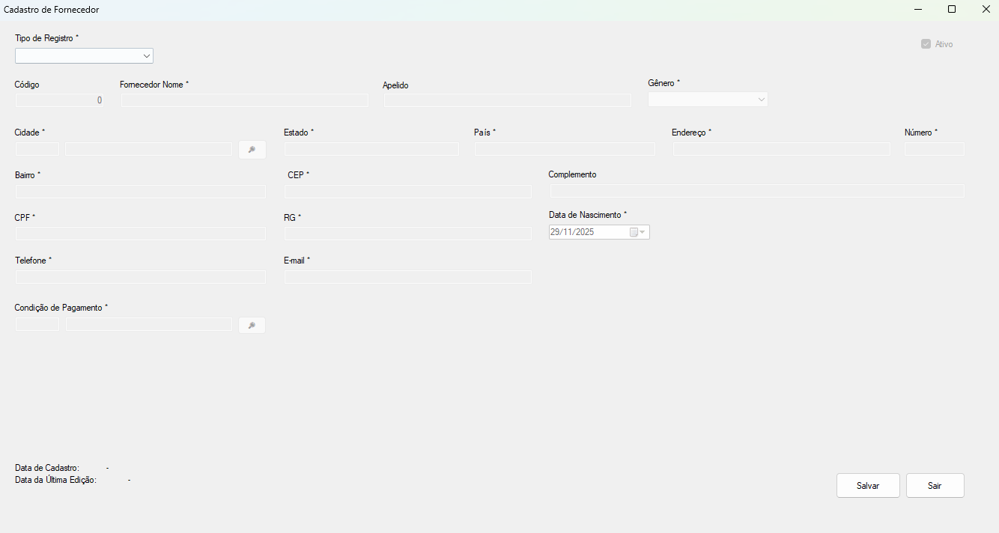 Cadastro de Fornecedor
Tipo de Registro *
Ativo
Código Fornecedor Nome * Apelido Gênero *
0
Cidade * Estado * País * Endereço * Número *
Bairro * CEP * Complemento
CPF * RG * Data de Nascimento *
29/11/2025
Telefone * E-mail *
Condição de Pagamento *
Data de Cadastro: -
Data da Última Edição: -
Salvar Sair